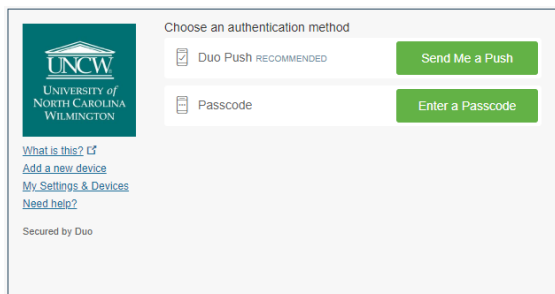 UNCW
UNIVERSITY of
NORTH CAROLINA
WILMINGTON
What is this?
Add a new device
My Settings & Devices
Need help?
Secured by Duo
Choose an authentication method
Duo Push RECOMMENDED
Send Me a Push
Passcode
Enter a Passcode